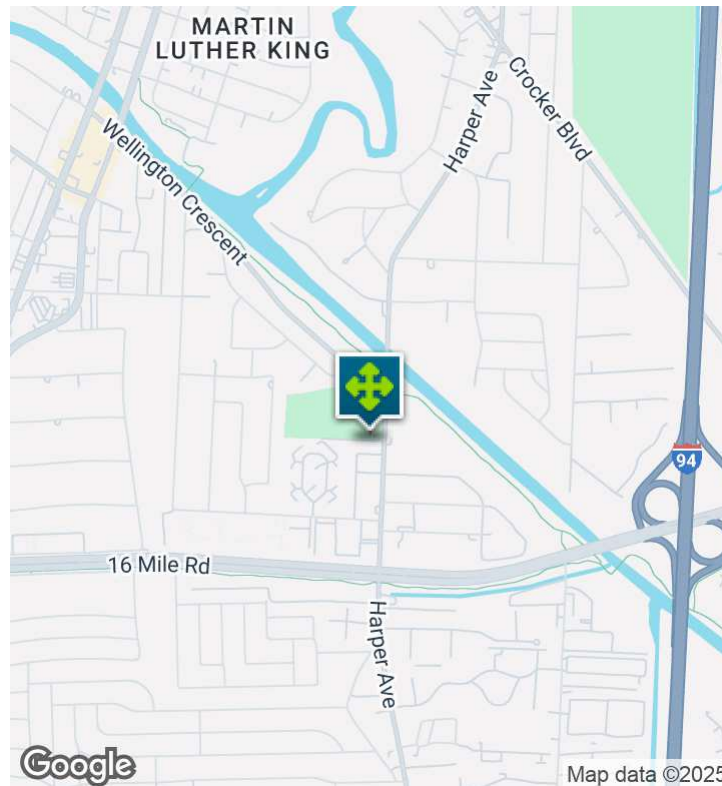 MARTIN
LUTHER KING
Harper Ave
Crocker Blvd
Wellington Crescent
94
16 Mile Rd
Harper Ave
Google
Map data ©2025